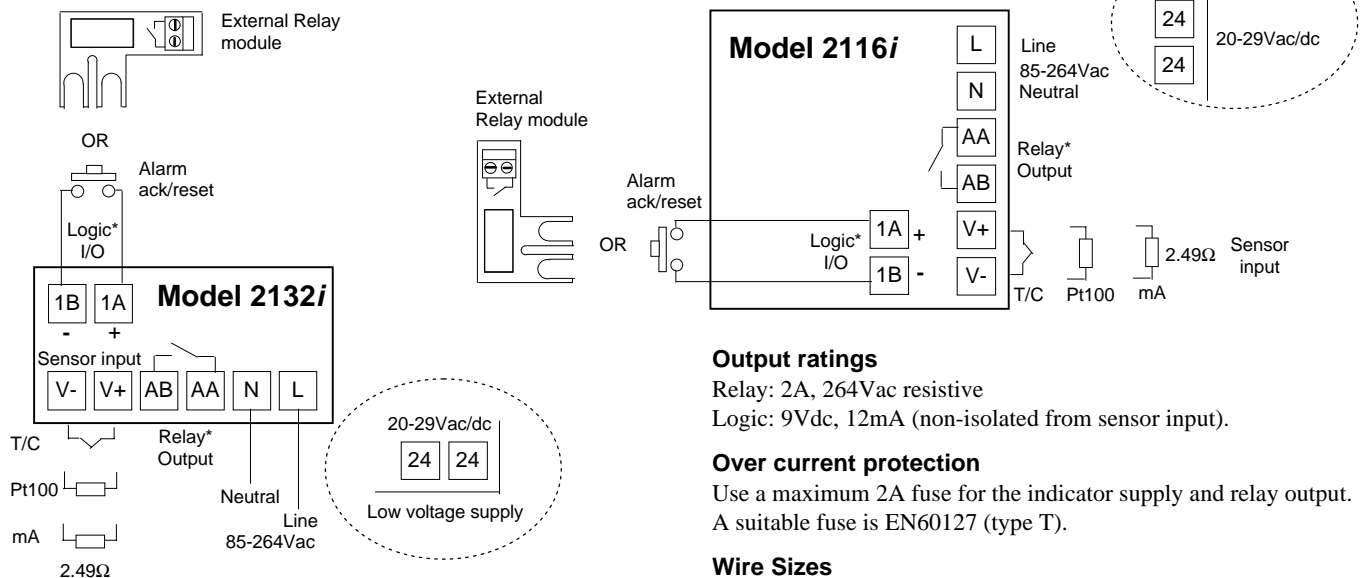 External Relay
module
OR
Alarm
ack/reset
Logic*
I/O
1B 1A Model 2132i
- +
Sensor input
V- V+ AB AA N L
T/C
Relay*
Output
Pt100
Neutral
Line
mA
85-264Vac
2.49Ω
20-29Vac/dc
24 24
Low voltage supply
External
Relay module
OR
Alarm
ack/reset
Model 2116i
Logic*
I/O
1A +
1B -
L
N
AA
AB
V+
V-
Line
85-264Vac
Neutral
Relay*
Output
T/C Pt100 mA
2.49Ω
Sensor
input
24
24
20-29Vac/dc
Output ratings
Relay: 2A, 264Vac resistive
Logic: 9Vdc, 12mA (non-isolated from sensor input).
Over current protection
Use a maximum 2A fuse for the indicator supply and relay output.
A suitable fuse is EN60127 (type T).
Wire Sizes